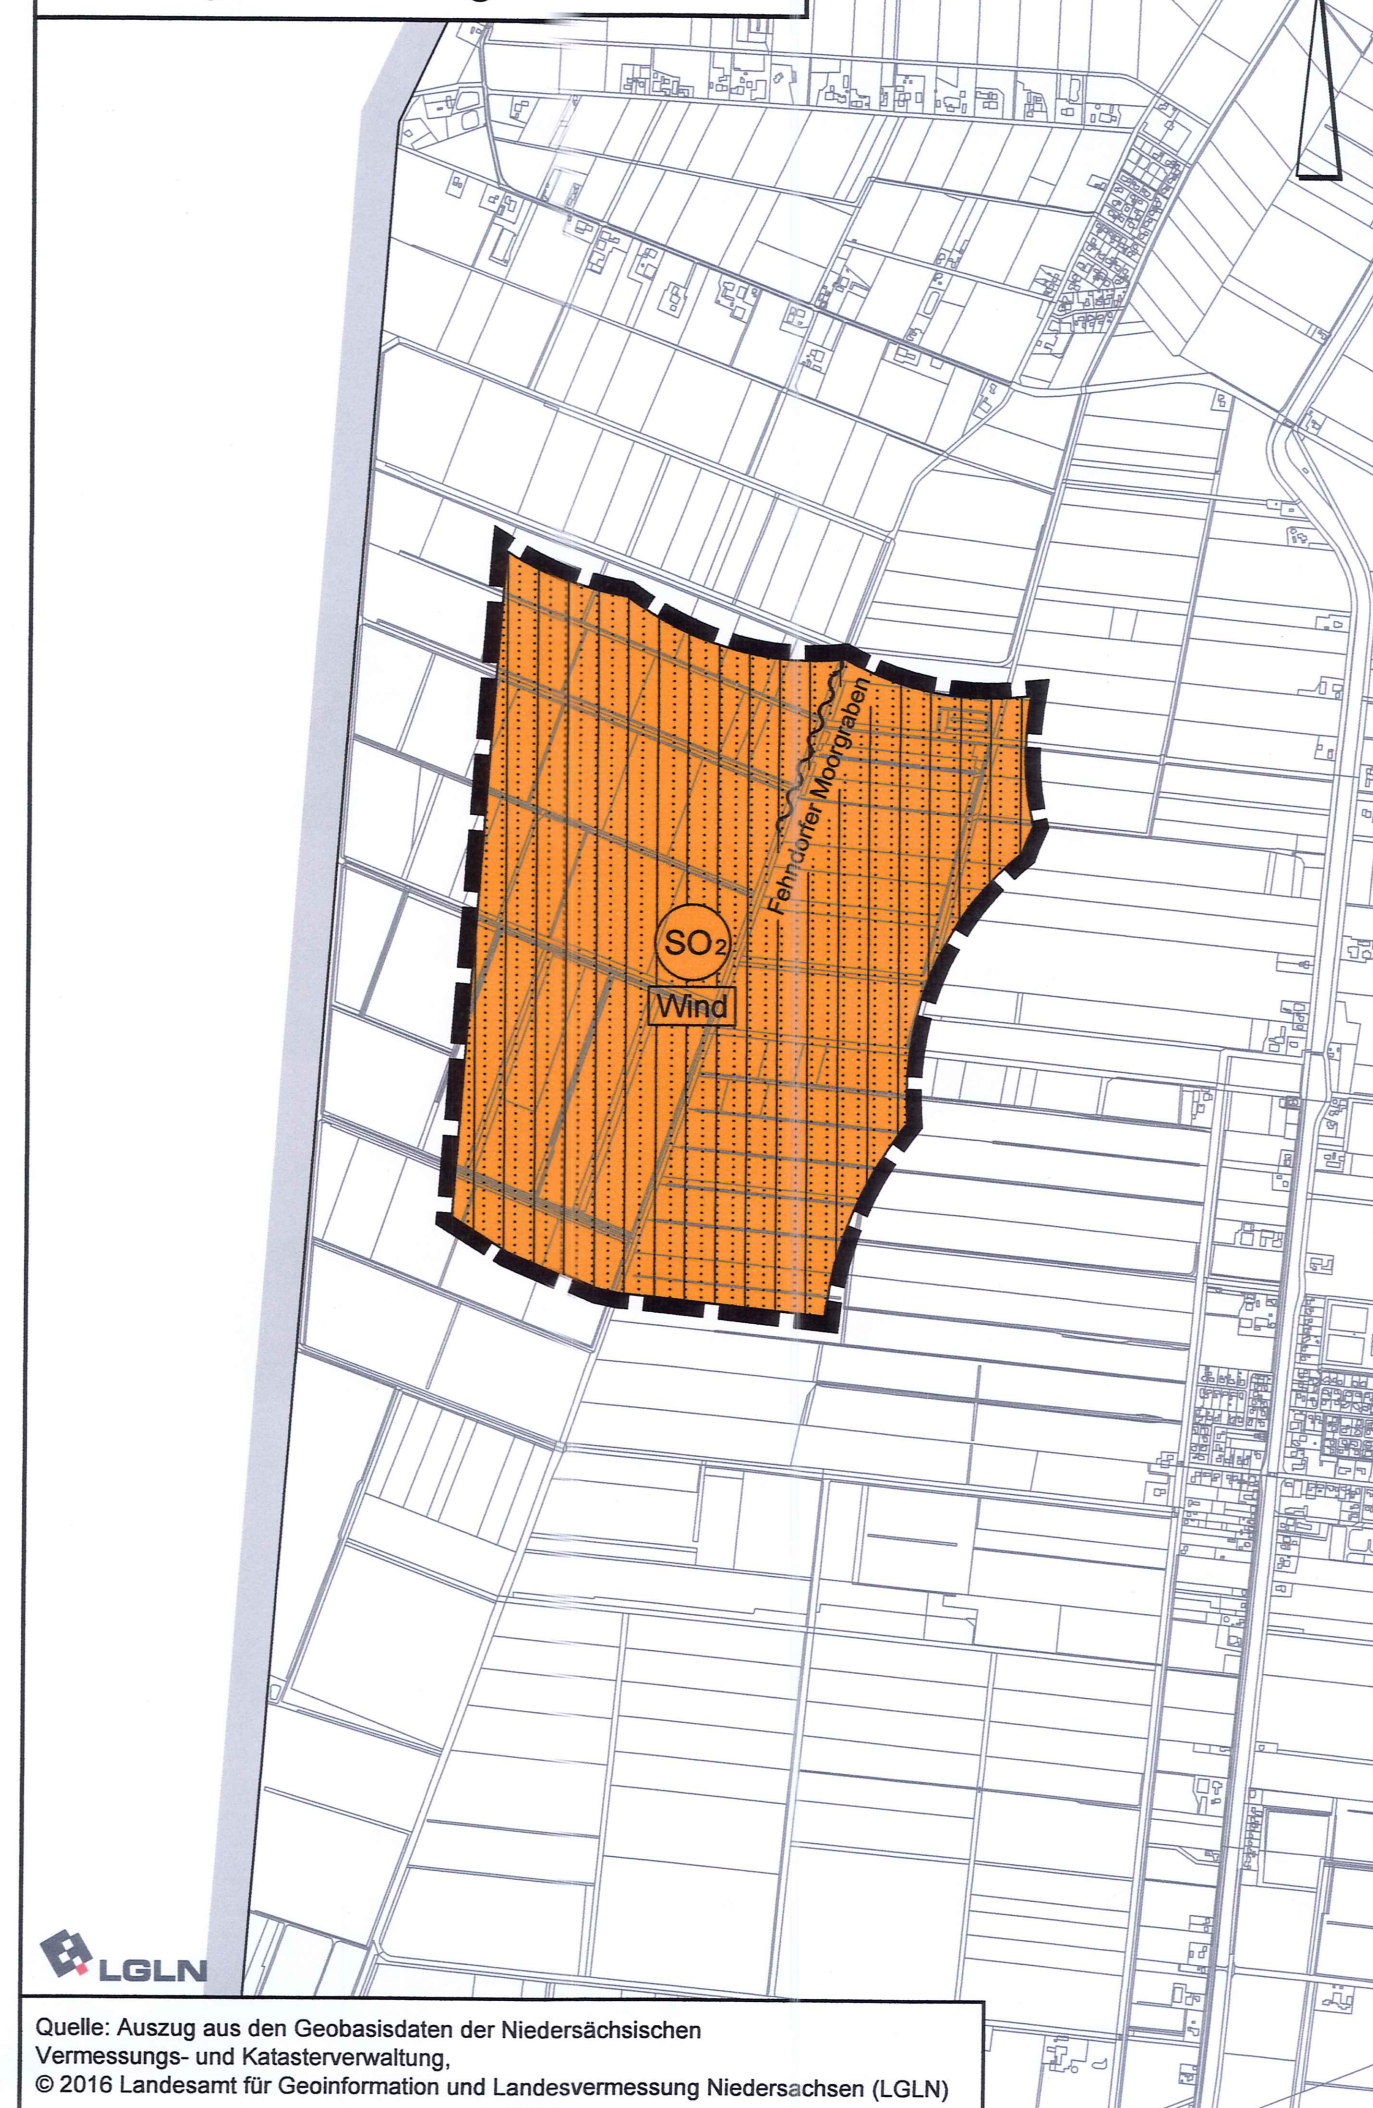 Fehndorfer Moorgraben
SO2
Wind
LGLN
Quelle: Auszug aus den Geobasisdaten der Niedersächsischen
Vermessungs- und Katasterverwaltung,
© 2016 Landesamt für Geoinformation und Landesvermessung Niedersachsen (LGLN)